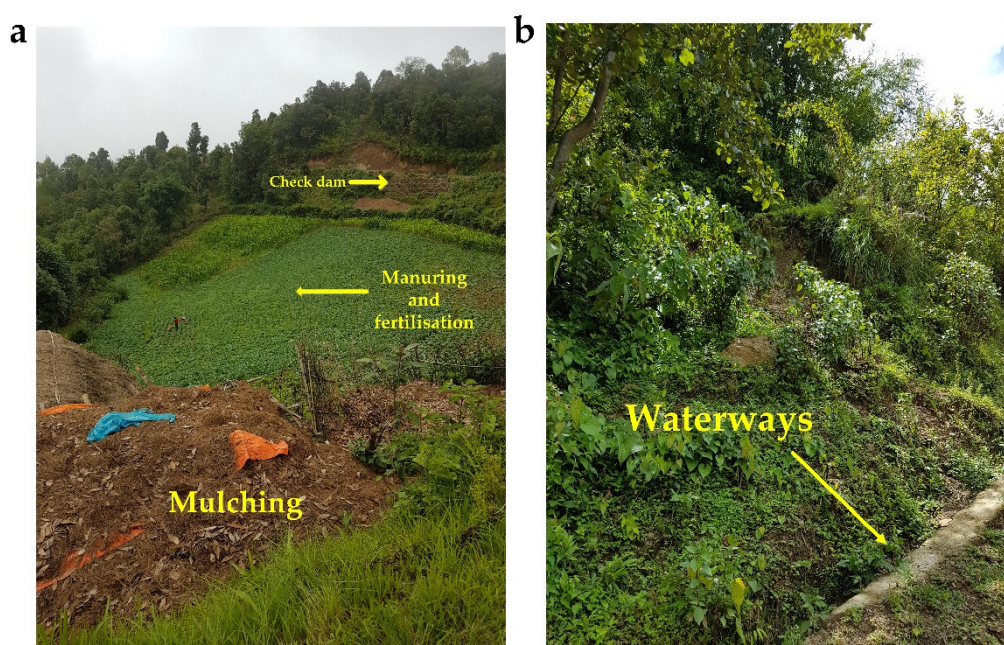 a
b
Check dam
Manuring
and
fertilisation
Mulching
Waterways